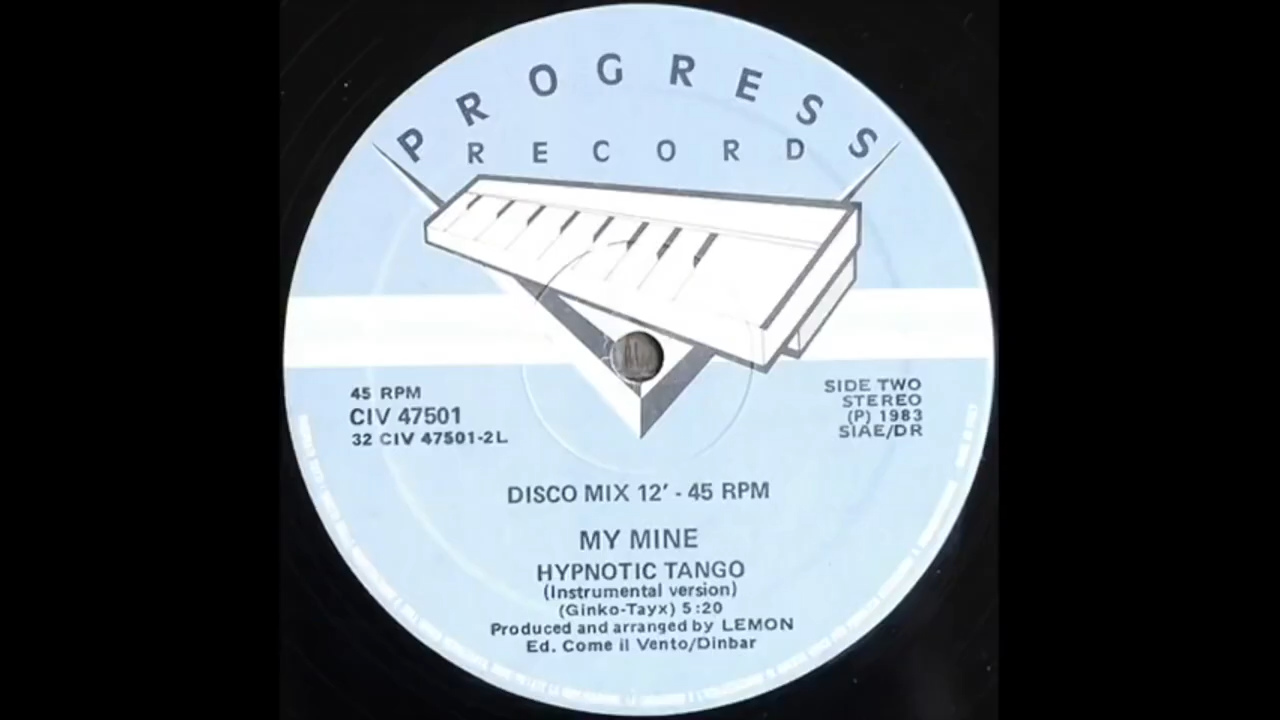 PROGRESS
RECORDS
45 RPM
CIV 47501
32 CIV 47501-2L
SIDE TWO
STEREO
(P) 1983
SIAE/DR
DISCO MIX 12' - 45 RPM
MY MINE
HYPNOTIC TANGO
(Instrumental version)
(Ginko-Tayx) 5:20
Produced and arranged by LEMON
Ed. Come il Vento/Dinbar